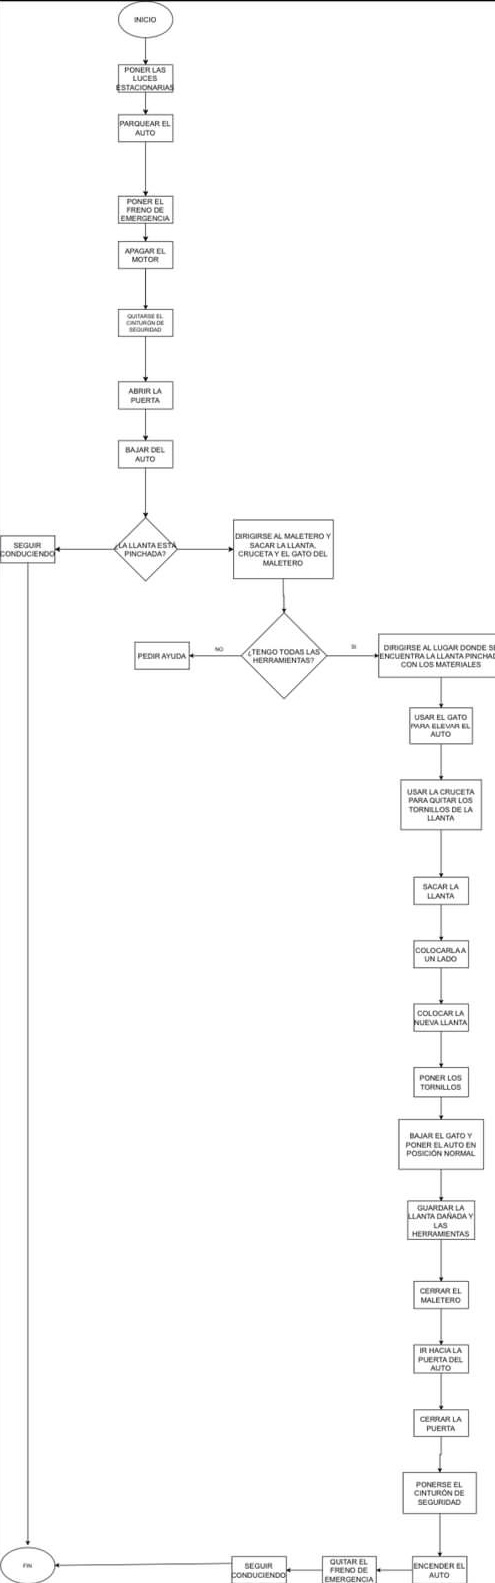 INICIO
PONER LAS
LUCES
ESTACIONARIAS
PARQUEAR EL
AUTO
PONER EL
FRENO DE
EMERGENCIA
APAGAR EL
MOTOR
QUITARSE EL
CINTURÓN DE
SEGURIDAD
ABRIR LA
PUERTA
BAJAR DEL
AUTO
¿LA LLANTA ESTÁ
PINCHADA?
SEGUIR
CONDUCIENDO
DIRIGIRSE AL MALETERO Y
SACAR LA LLANTA,
CRUCETA Y EL GATO DEL
MALETERO
¿TENGO TODAS LAS
HERRAMIENTAS?
NO
PEDIR AYUDA
SI
DIRIGIRSE AL LUGAR DONDE SE
ENCUENTRA LA LLANTA PINCHAD
CON LOS MATERIALES
USAR EL GATO
PARA ELEVAR EL
AUTO
USAR LA CRUCETA
PARA QUITAR LOS
TORNILLOS DE LA
LLANTA
SACAR LA
LLANTA
COLOCARLA A
UN LADO
COLOCAR LA
NUEVA LLANTA
PONER LOS
TORNILLOS
BAJAR EL GATO Y
PONER EL AUTO EN
POSICIÓN NORMAL
GUARDAR LA
LLANTA DAÑADA Y
LAS
HERRAMIENTAS
CERRAR EL
MALETERO
IR HACIA LA
PUERTA DEL
AUTO
CERRAR LA
PUERTA
PONERSE EL
CINTURÓN DE
SEGURIDAD
ENCENDER EL
AUTO
QUITAR EL
FRENO DE
EMERGENCIA
SEGUIR
CONDUCIENDO
FIN